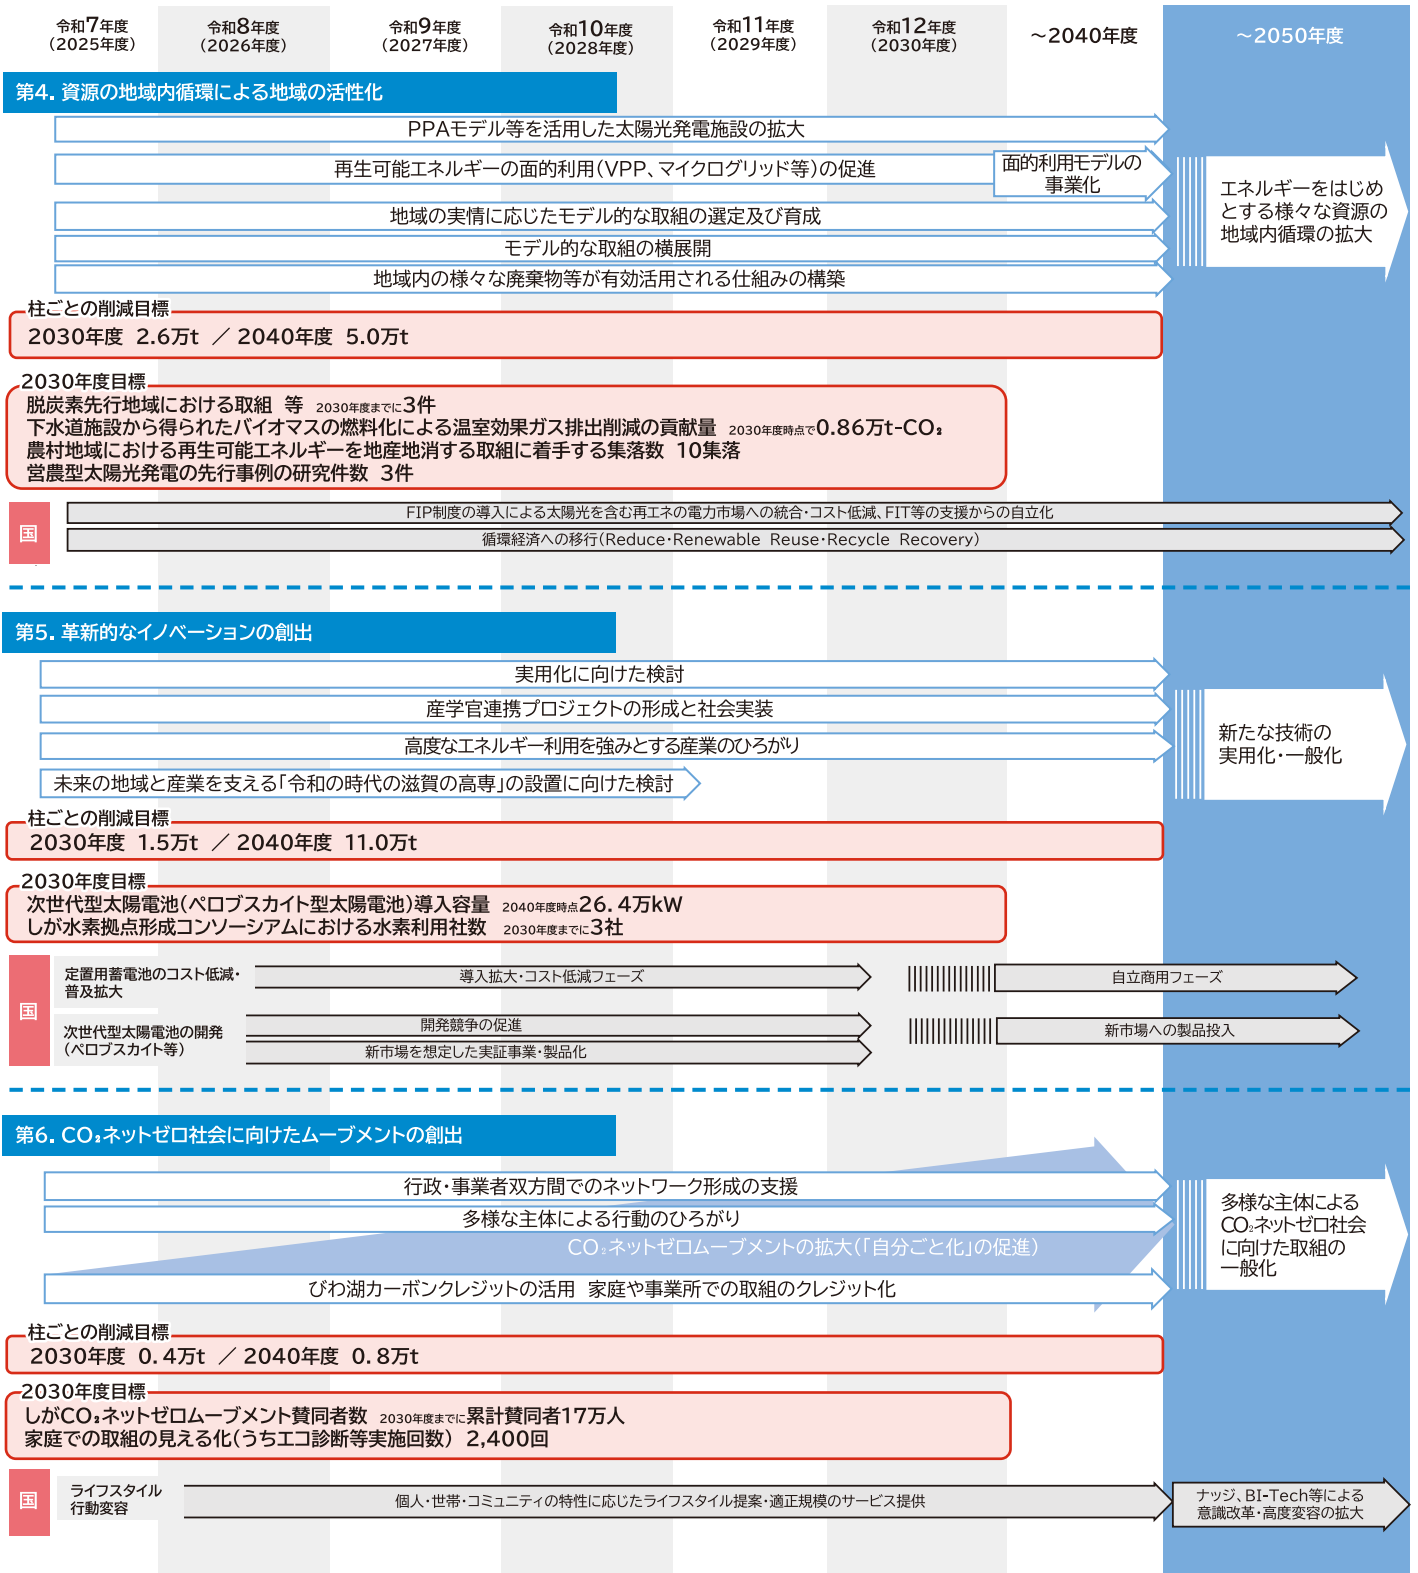 令和7年度
(2025年度)
令和8年度
(2026年度)
令和9年度
(2027年度)
令和10年度
(2028年度)
令和11年度
(2029年度)
令和12年度
(2030年度)
～2040年度
～2050年度
第4．資源の地域内循環による地域の活性化
PPAモデル等を活用した太陽光発電施設の拡大
再生可能エネルギーの面的利用(VPP、マイクログリッド等)の促進
面的利用モデルの
事業化
地域の実情に応じたモデル的な取組の選定及び育成
モデル的な取組の横展開
地域内の様々な廃棄物等が有効活用される仕組みの構築
エネルギーをはじめ
とする様々な資源の
地域内循環の拡大
柱ごとの削減目標
2030年度 2.6万t ／ 2040年度 5.0万t
2030年度目標
脱炭素先行地域における取組 等 2030年度までに3件
下水道施設から得られたバイオマスの燃料化による温室効果ガス排出削減の貢献量 2030年度時点で0.86万t-CO₂
農村地域における再生可能エネルギーを地産地消する取組に着手する集落数 10集落
営農型太陽光発電の先行事例の研究件数 3件
国
FIP制度の導入による太陽光を含む再エネの電力市場への統合・コスト低減、FIT等の支援からの自立化
循環経済への移行(Reduce・Renewable Reuse・Recycle Recovery)
第5．革新的なイノベーションの創出
実用化に向けた検討
産学官連携プロジェクトの形成と社会実装
高度なエネルギー利用を強みとする産業のひろがり
未来の地域と産業を支える「令和の時代の滋賀の高専」の設置に向けた検討
新たな技術の
実用化・一般化
柱ごとの削減目標
2030年度 1.5万t ／ 2040年度 11.0万t
2030年度目標
次世代型太陽電池(ペロブスカイト型太陽電池)導入容量 2040年度時点26．4万kW
しが水素拠点形成コンソーシアムにおける水素利用社数 2030年度までに3社
国
定置用蓄電池のコスト低減・
普及拡大
導入拡大・コスト低減フェーズ
自立商用フェーズ
次世代型太陽電池の開発
(ペロブスカイト等)
開発競争の促進
新市場を想定した実証事業・製品化
新市場への製品投入
第6．CO₂ネットゼロ社会に向けたムーブメントの創出
行政・事業者双方間でのネットワーク形成の支援
多様な主体による行動のひろがり
CO₂ネットゼロムーブメントの拡大(「自分ごと化」の促進)
びわ湖カーボンクレジットの活用 家庭や事業所での取組のクレジット化
多様な主体による
CO₂ネットゼロ社会
に向けた取組の
一般化
柱ごとの削減目標
2030年度 0．4万t ／ 2040年度 0．8万t
2030年度目標
しがCO₂ネットゼロムーブメント賛同者数 2030年度までに累計賛同者17万人
家庭での取組の見える化(うちエコ診断等実施回数) 2,400回
国
ライフスタイル
行動変容
個人・世帯・コミュニティの特性に応じたライフスタイル提案・適正規模のサービス提供
ナッジ、BI-Tech等による
意識改革・高度変容の拡大